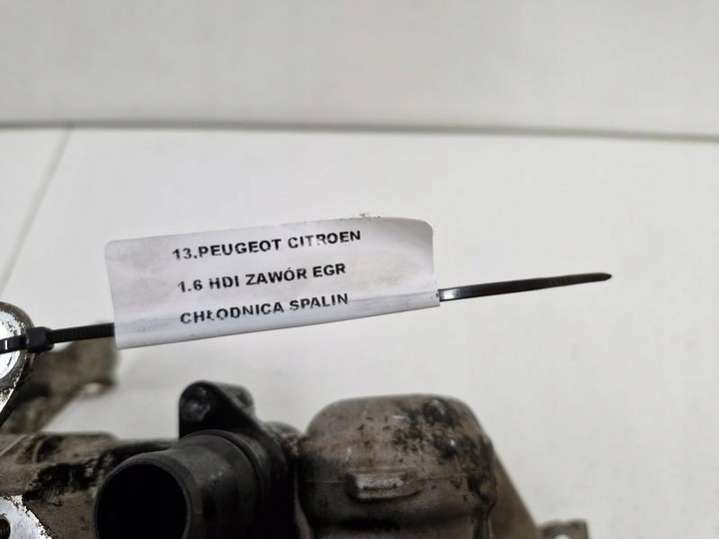 13.PEUGEOT CITROEN
1.6 HDI ZAWÓR EGR
CHŁODNICA SPALIN